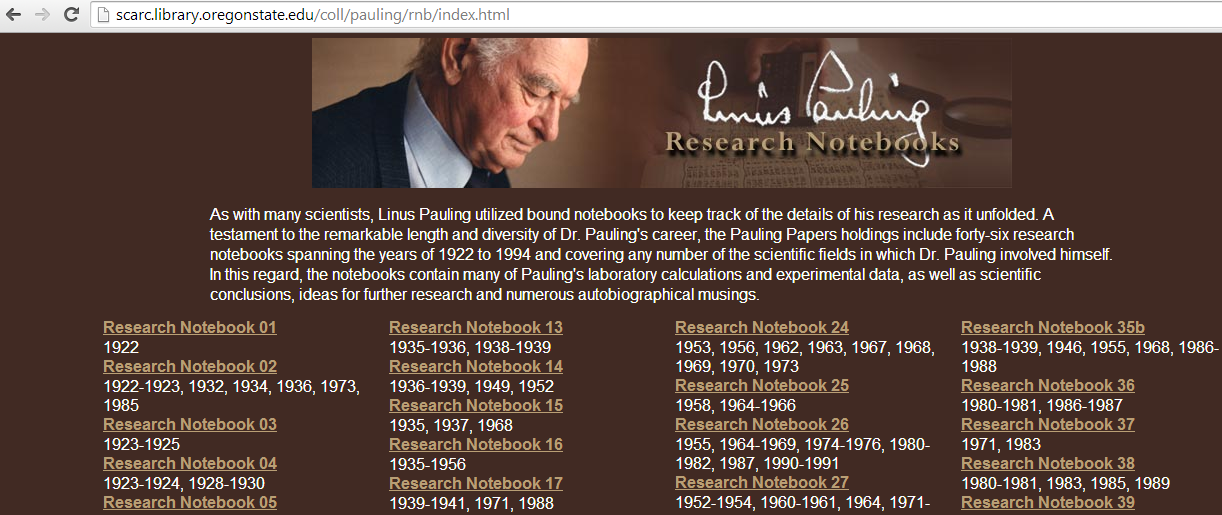 scarc.library.oregonstate.edu/coll/pauling/rnb/index.html
Linus Pauling
Research Notebooks
As with many scientists, Linus Pauling utilized bound notebooks to keep track of the details of his research as it unfolded. A
testament to the remarkable length and diversity of Dr. Pauling's career, the Pauling Papers holdings include forty-six research
notebooks spanning the years of 1922 to 1994 and covering any number of the scientific fields in which Dr. Pauling involved himself.
In this regard, the notebooks contain many of Pauling's laboratory calculations and experimental data, as well as scientific
conclusions, ideas for further research and numerous autobiographical musings.
Research Notebook 01
1922
Research Notebook 02
1922-1923, 1932, 1934, 1936, 1973,
1985
Research Notebook 03
1923-1925
Research Notebook 04
1923-1924, 1928-1930
Research Notebook 05
Research Notebook 13
1935-1936, 1938-1939
Research Notebook 14
1936-1939, 1949, 1952
Research Notebook 15
1935, 1937, 1968
Research Notebook 16
1935-1956
Research Notebook 17
1939-1941, 1971, 1988
Research Notebook 24
1953, 1956, 1962, 1963, 1967, 1968,
1969, 1970, 1973
Research Notebook 25
1958, 1964-1966
Research Notebook 26
1955, 1964-1969, 1974-1976, 1980-
1982, 1987, 1990-1991
Research Notebook 27
1952-1954, 1960-1961, 1964, 1971-
Research Notebook 35b
1938-1939, 1946, 1955, 1968, 1986-
1988
Research Notebook 36
1980-1981, 1986-1987
Research Notebook 37
1971, 1983
Research Notebook 38
1980-1981, 1983, 1985, 1989
Research Notebook 39